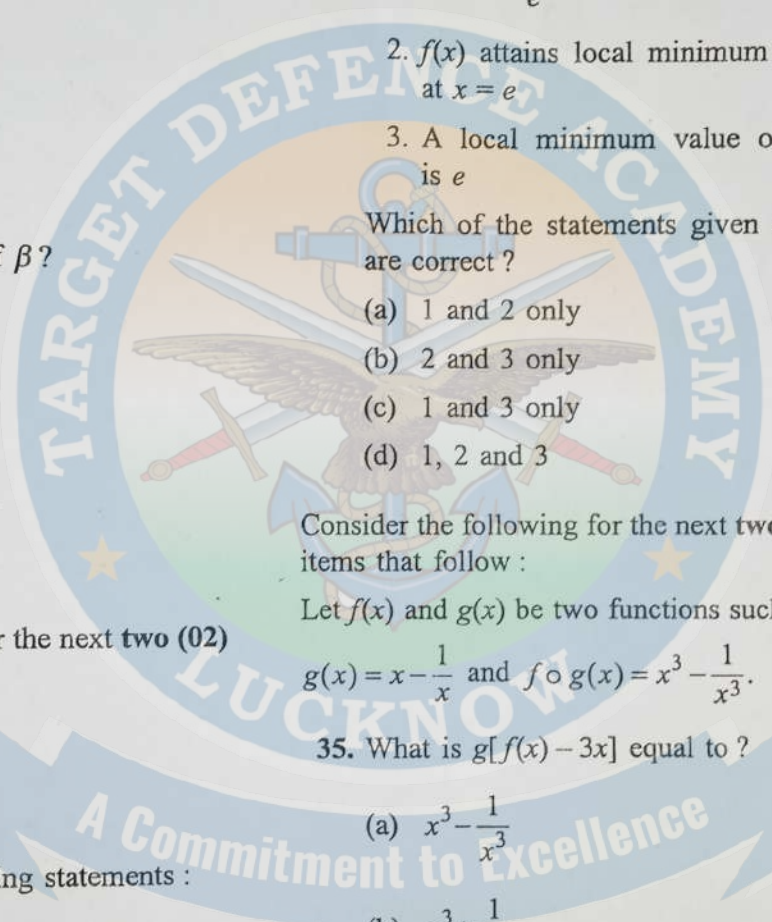 2. f(x) attains local minimum
at x = e
3. A local minimum value
is e
β?
Which of the statements given
are correct ?
(a) 1 and 2 only
(b) 2 and 3 only
(c) 1 and 3 only
(d) 1, 2 and 3
Consider the following for the next two
items that follow :
Let f(x) and g(x) be two functions such
the next two (02)
g(x) = x - 1/x and f o g(x) = x³ - 1/x³.
35. What is g[f(x) – 3x] equal to ?
(a) x³ - 1/x³
statements :
TARGET DEFENCE ACADEMY
LUCKNOW
A Commitment to Excellence